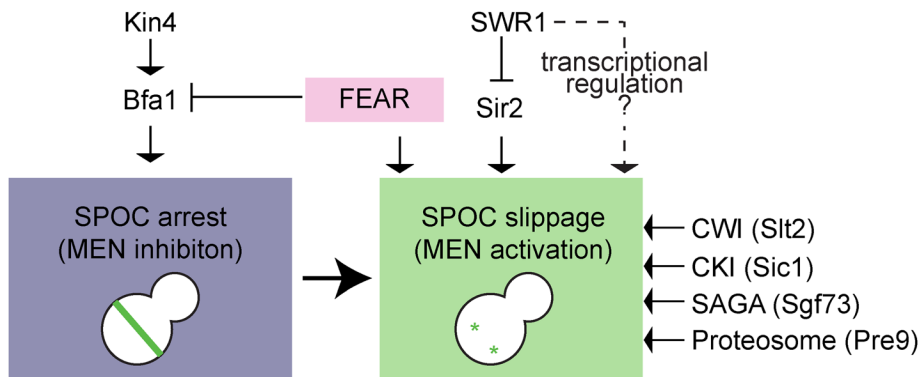 Kin4
SWR1
transcriptional
regulation
?
Bfa1
FEAR
Sir2
SPOC arrest
(MEN inhibiton)
SPOC slippage
(MEN activation)
*
*
CWI (Slt2)
CKI (Sic1)
SAGA (Sgf73)
Proteosome (Pre9)